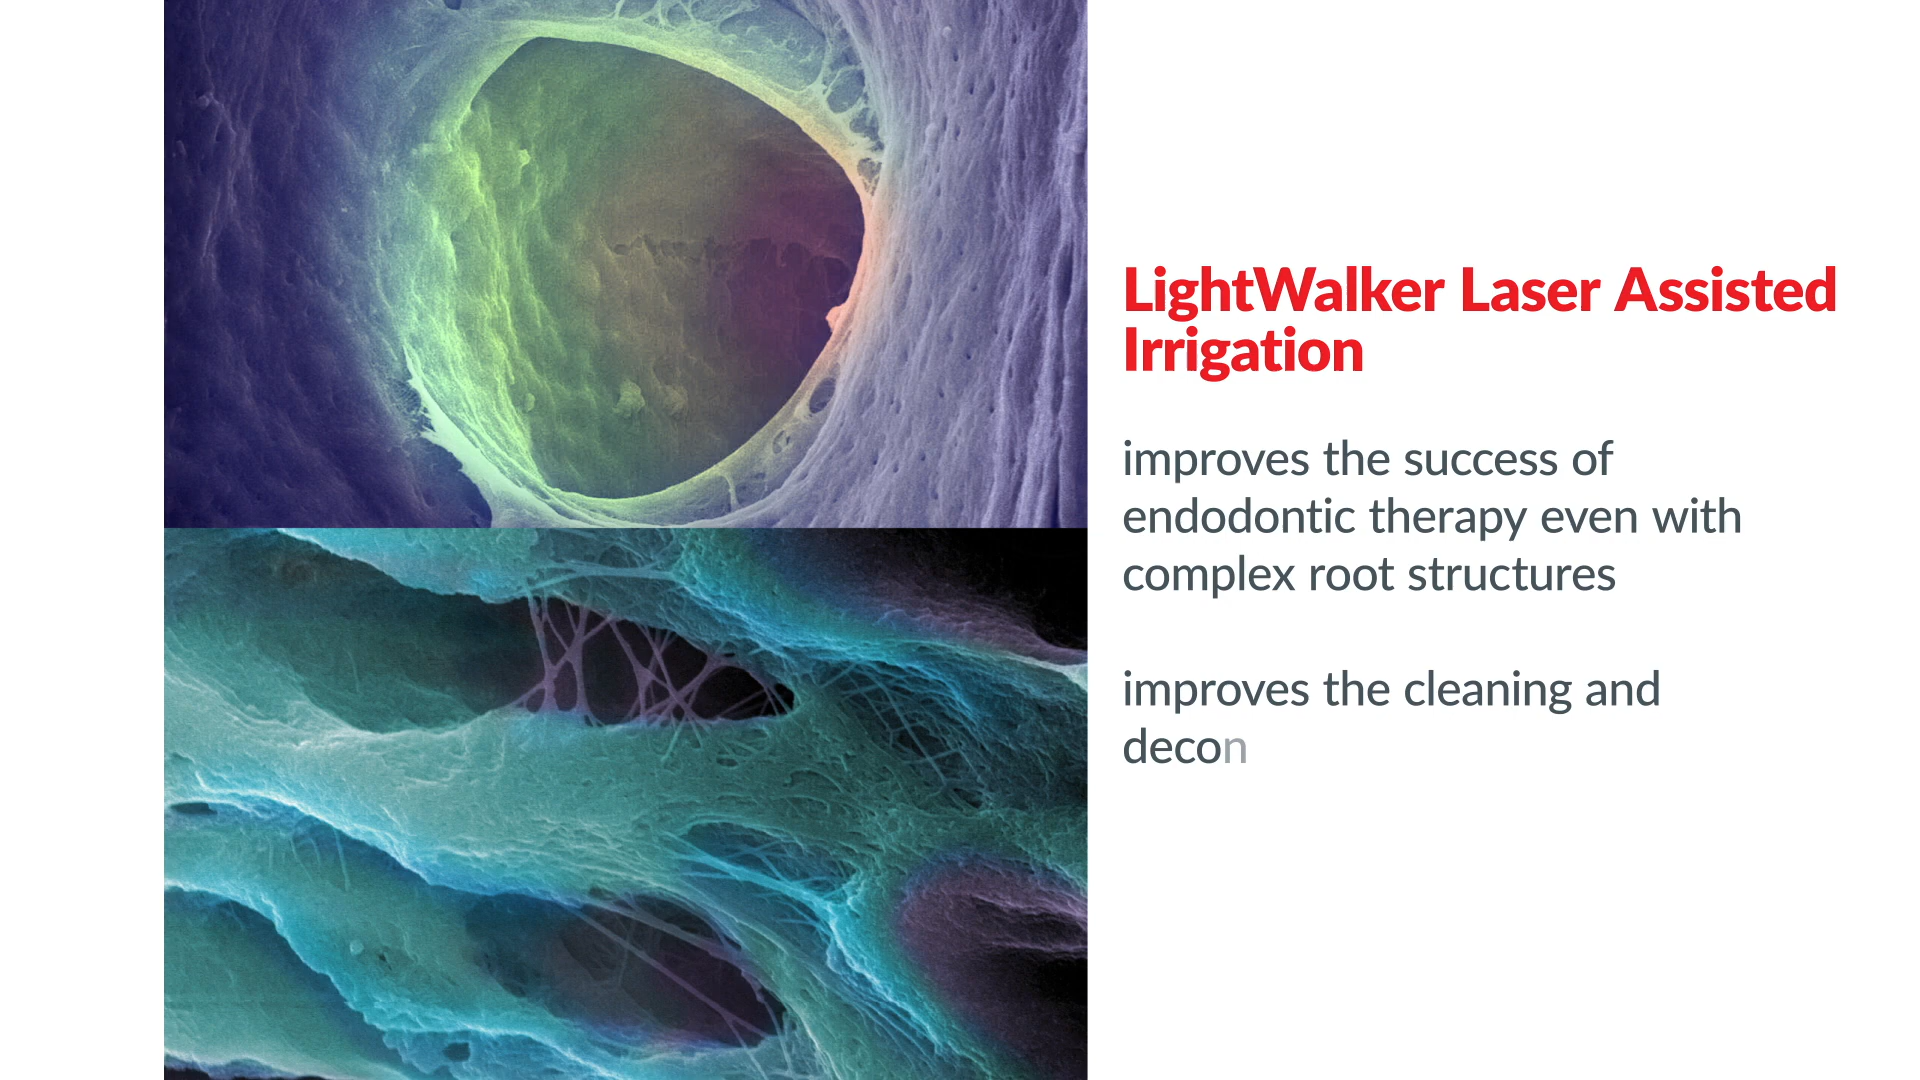 LightWalker Laser Assisted
Irrigation
improves the success of
endodontic therapy even with
complex root structures
improves the cleaning and
decon